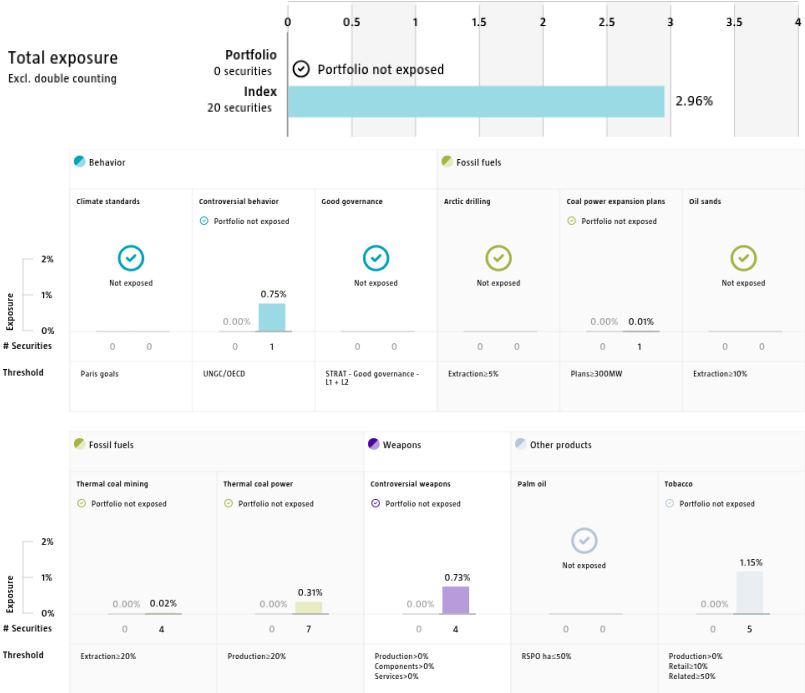 0 0.5 1 1.5 2 2.5 3 3.5 4
Total exposure
Excl. double counting
Portfolio
0 securities
Portfolio not exposed
Index
20 securities
2.96%
Behavior
Fossil fuels
Climate standards
Controversial behavior
Good governance
Arctic drilling
Coal power expansion plans
Oil sands
Portfolio not exposed
Portfolio not exposed
Not exposed
Not exposed
Not exposed
Not exposed
Exposure
2%
1%
0%
0.00% 0.75%
0.00% 0.01%
# Securities
0 0
0 1
0 0
0 0
0 1
0 0
Threshold
Paris goals
UNGC/OECD
STRAT - Good governance -
L1 + L2
Extraction≥5%
Plans≥300MW
Extraction≥10%
Fossil fuels
Weapons
Other products
Thermal coal mining
Thermal coal power
Controversial weapons
Palm oil
Tobacco
Portfolio not exposed
Portfolio not exposed
Portfolio not exposed
Portfolio not exposed
Not exposed
Exposure
2%
1%
0%
0.00% 0.02%
0.00% 0.31%
0.00% 0.73%
0.00% 1.15%
# Securities
0 4
0 7
0 4
0 0
0 5
Threshold
Extraction≥20%
Production≥20%
Production>0%
Components>0%
Services>0%
RSPO ha≤50%
Production>0%
Retail≥10%
Related≥50%